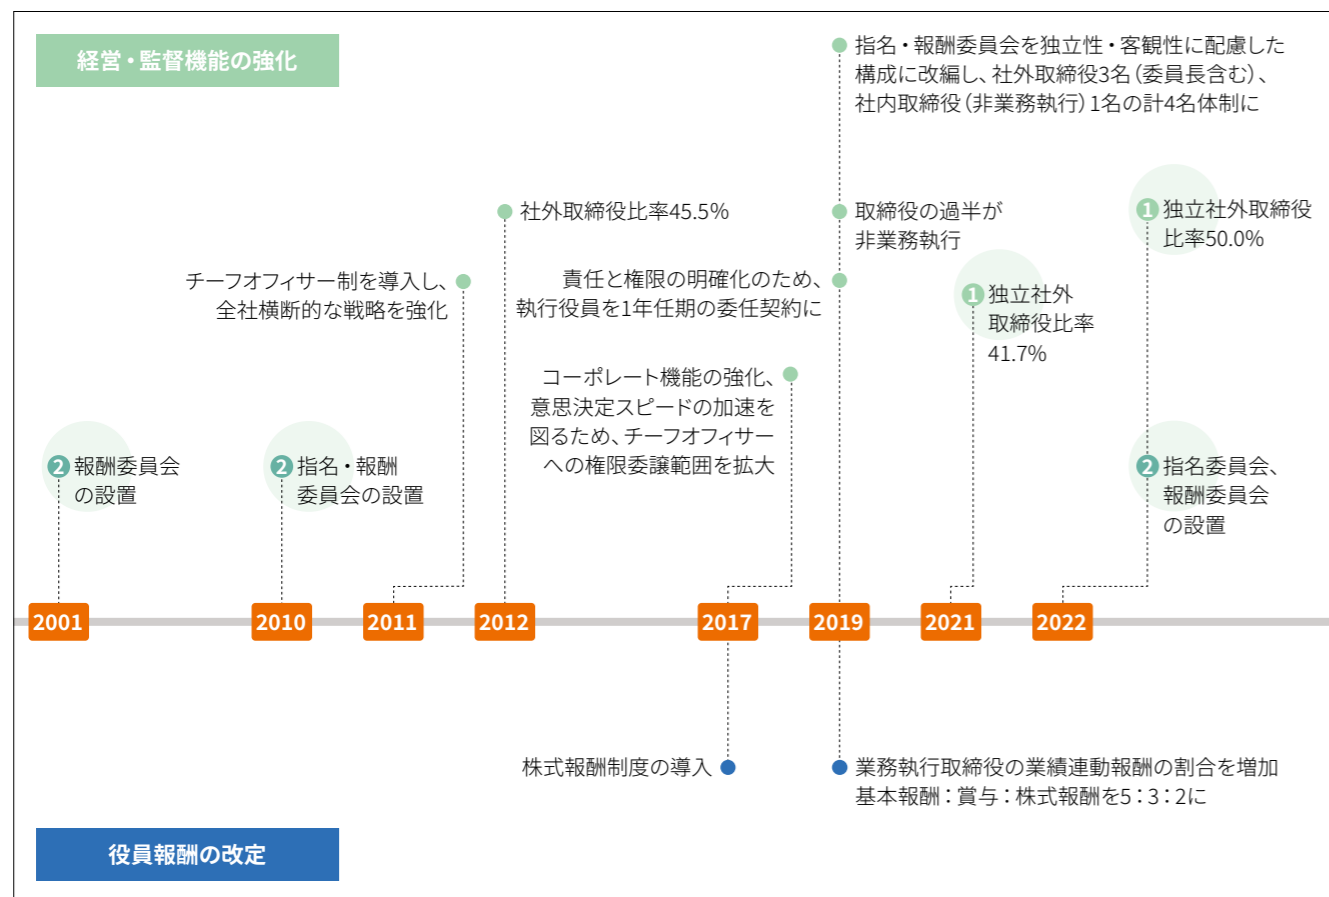 経営・監督機能の強化
指名・報酬委員会を独立性・客観性に配慮した
構成に改編し、社外取締役3名（委員長含む）、
社内取締役（非業務執行）1名の計4名体制に
社外取締役比率45.5%
取締役の過半が
非業務執行
1 独立社外取締役
比率50.0%
チーフオフィサー制を導入し、
全社横断的な戦略を強化
責任と権限の明確化のため、
執行役員を1年任期の委任契約に
1 独立社外
取締役比率
41.7%
コーポレート機能の強化、
意思決定スピードの加速を
図るため、チーフオフィサー
への権限委譲範囲を拡大
2 報酬委員会
の設置
2 指名・報酬
委員会の設置
2 指名委員会、
報酬委員会
の設置
2001 2010 2011 2012 2017 2019 2021 2022
株式報酬制度の導入
業務執行取締役の業績連動報酬の割合を増加
基本報酬：賞与：株式報酬を5：3：2に
役員報酬の改定